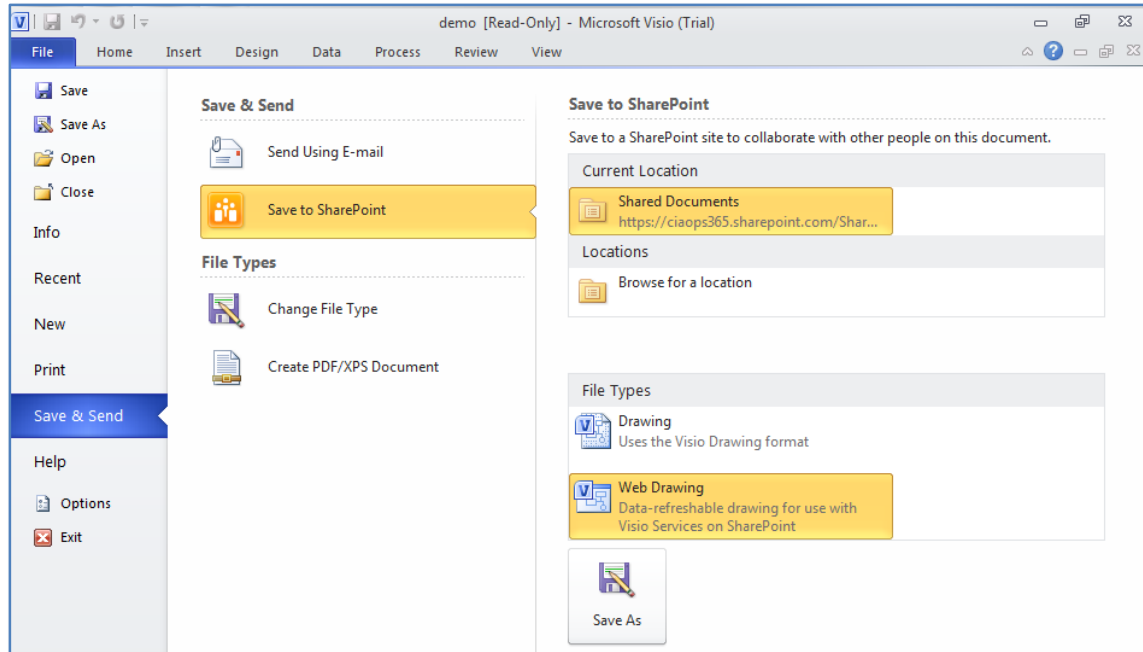 demo [Read-Only] - Microsoft Visio (Trial)
File Home Insert Design Data Process Review View
Save
Save As
Open
Close
Info
Recent
New
Print
Save & Send
Help
Options
Exit
Save & Send
Send Using E-mail
Save to SharePoint
File Types
Change File Type
Create PDF/XPS Document
Save to SharePoint
Save to a SharePoint site to collaborate with other people on this document.
Current Location
Shared Documents
https://ciaops365.sharepoint.com/Shar...
Locations
Browse for a location
File Types
Drawing
Uses the Visio Drawing format
Web Drawing
Data-refreshable drawing for use with
Visio Services on SharePoint
Save As